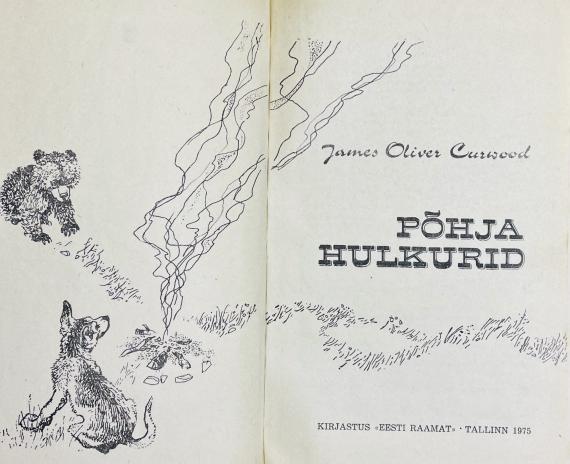 James Oliver Curwood
PÕHJA
HULKURID
KIRJASTUS «EESTI RAAMAT» · TALLINN 1975